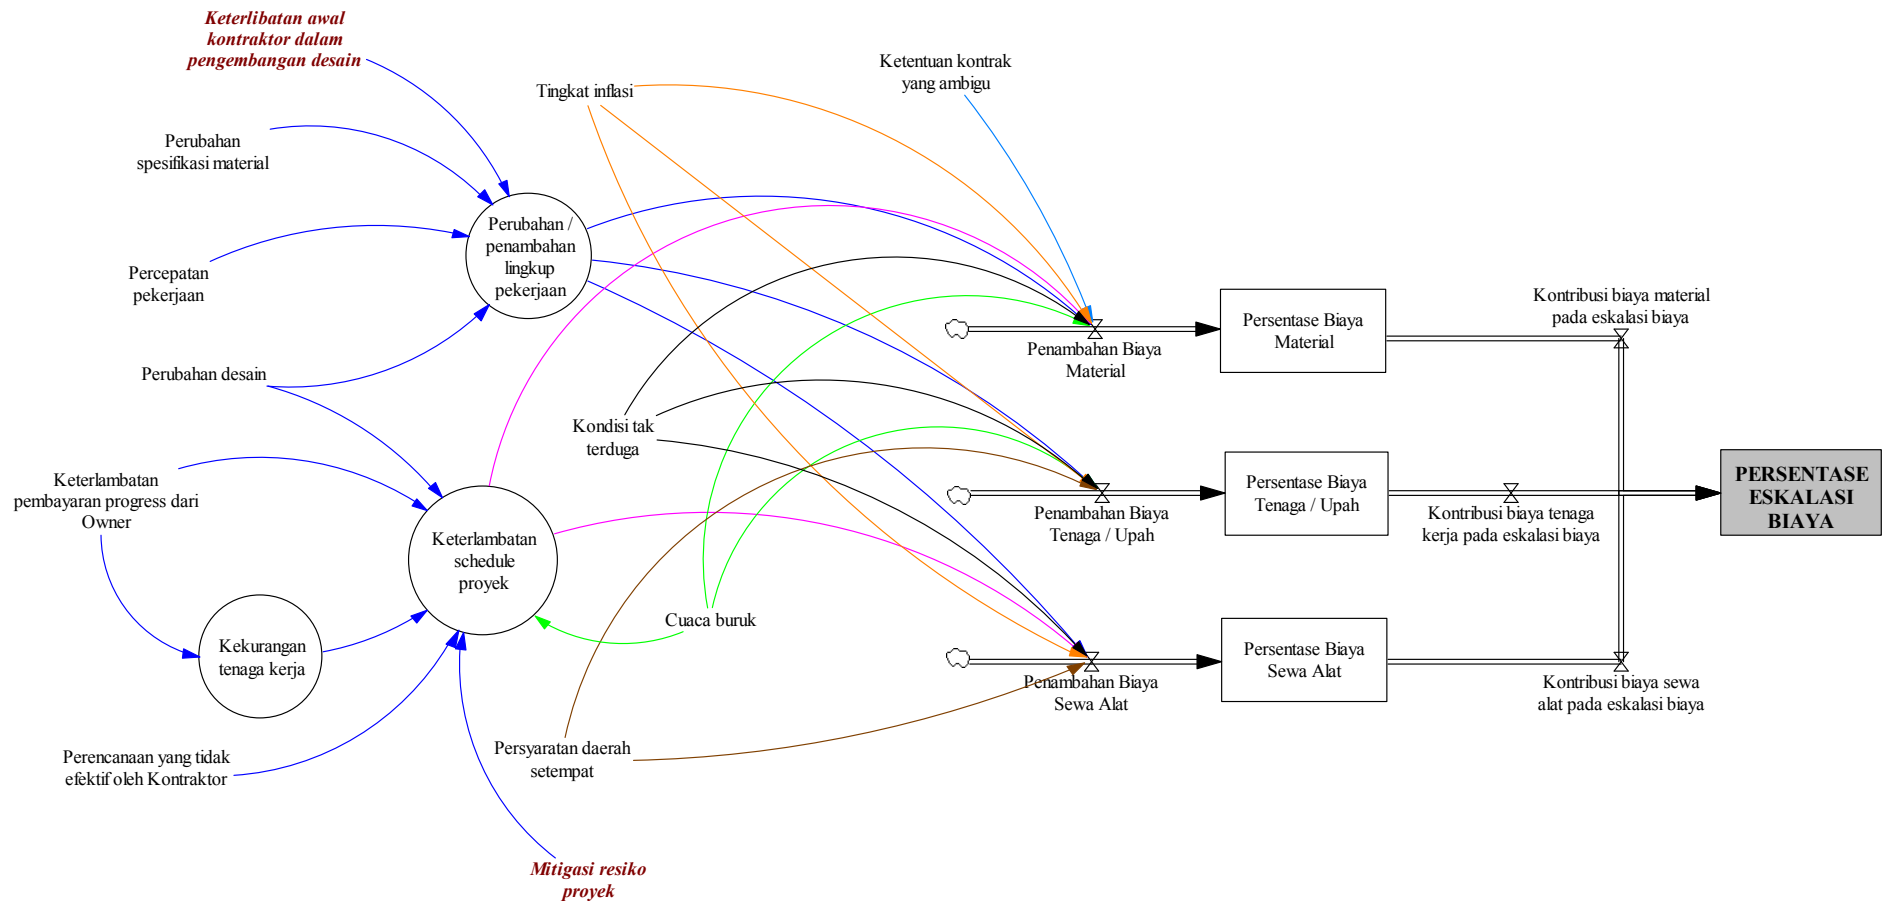 Keterlibatan awal
kontraktor dalam
pengembangan desain
Tingkat inflasi
Ketentuan kontrak
yang ambigu
Perubahan
spesifikasi material
Perubahan /
penambahan
lingkup
pekerjaan
Percepatan
pekerjaan
Kontribusi biaya material
pada eskalasi biaya
Persentase Biaya
Material
Penambahan Biaya
Material
Perubahan desain
Kondisi tak
terduga
Keterlambatan
pembayaran progress dari
Owner
Persentase Biaya
Tenaga / Upah
PERSENTASE
ESKALASI
BIAYA
Penambahan Biaya
Tenaga / Upah
Kontribusi biaya tenaga
kerja pada eskalasi biaya
Keterlambatan
schedule
proyek
Cuaca buruk
Kekurangan
tenaga kerja
Persentase Biaya
Sewa Alat
Penambahan Biaya
Sewa Alat
Kontribusi biaya sewa
alat pada eskalasi biaya
Perencanaan yang tidak
efektif oleh Kontraktor
Persyaratan daerah
setempat
Mitigasi resiko
proyek